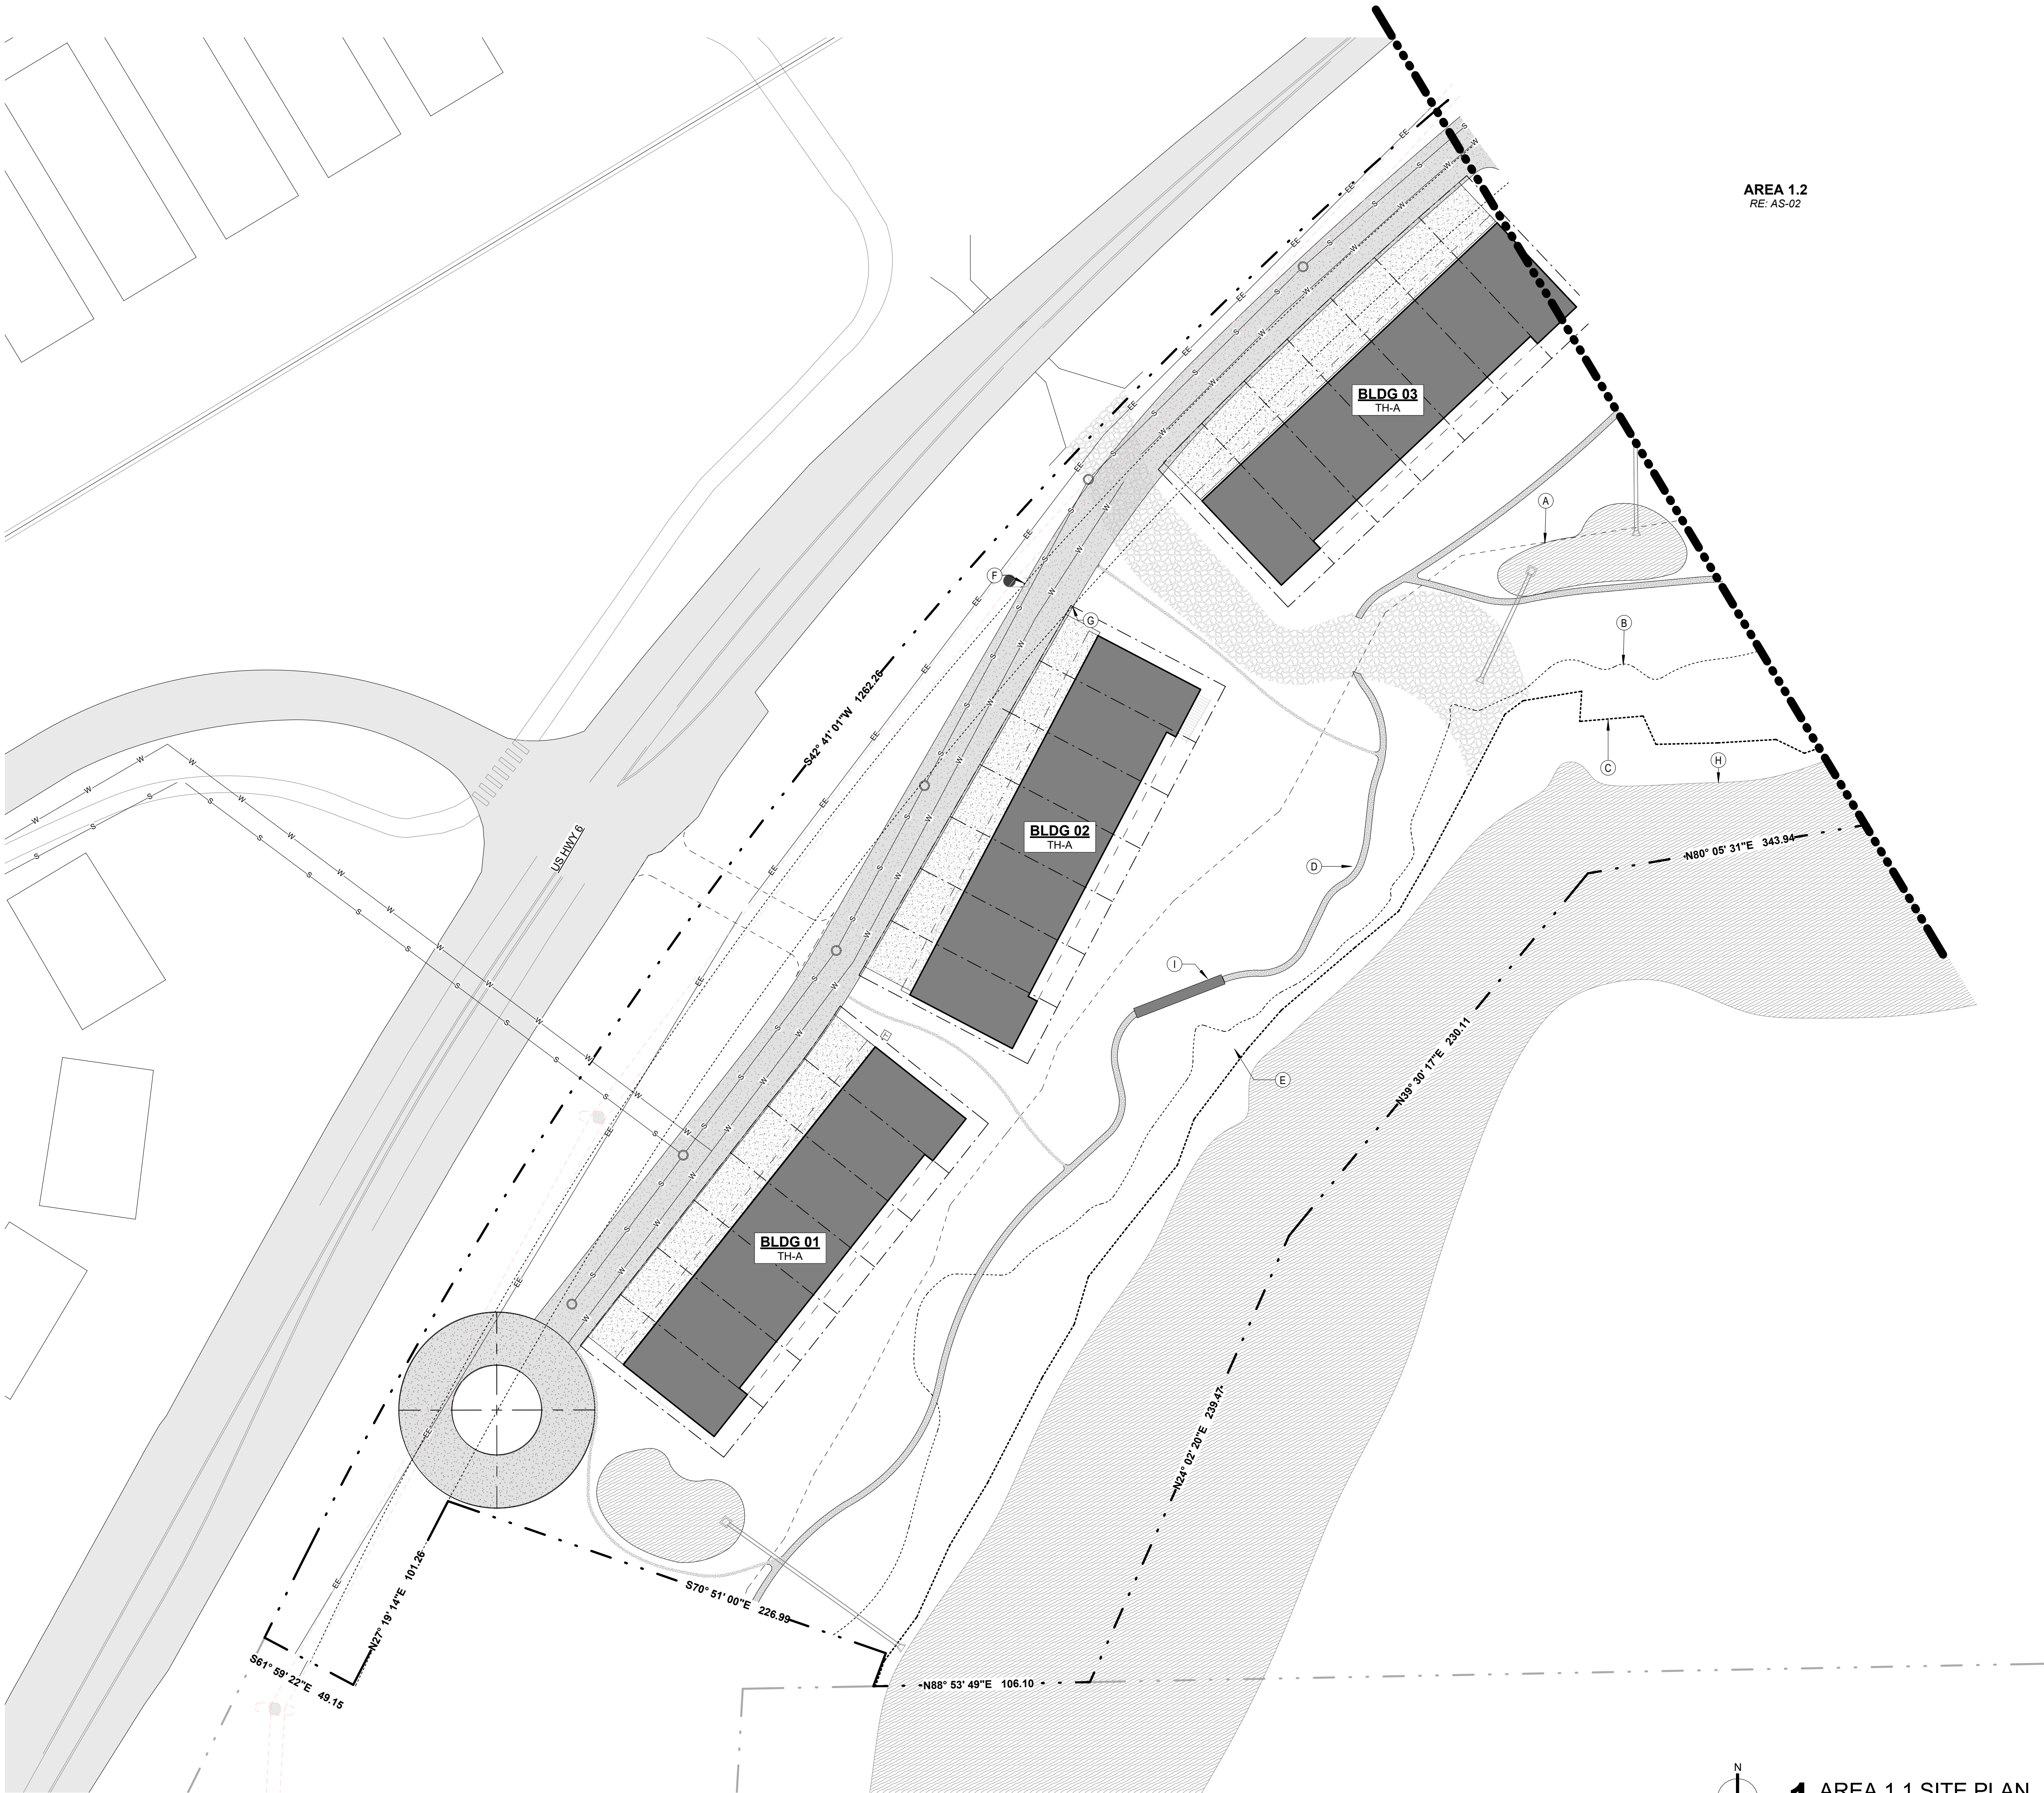 AREA 1.2
RE: AS-02
BLDG 03
TH-A
A
B
F
G
S42° 41' 01"W 1262.26
C
H
BLDG 02
TH-A
US HWY 6
N80° 05' 31"E 343.94
D
I
E
N39° 30' 17"E 230.11
BLDG 01
TH-A
N24° 02' 20"E 239.47
N27° 19' 14"E 101.26
S70° 51' 00"E 226.99
S61° 59' 22"E 49.15
N88° 53' 49"E 106.10
N
1 AREA 1.1 SITE PLAN